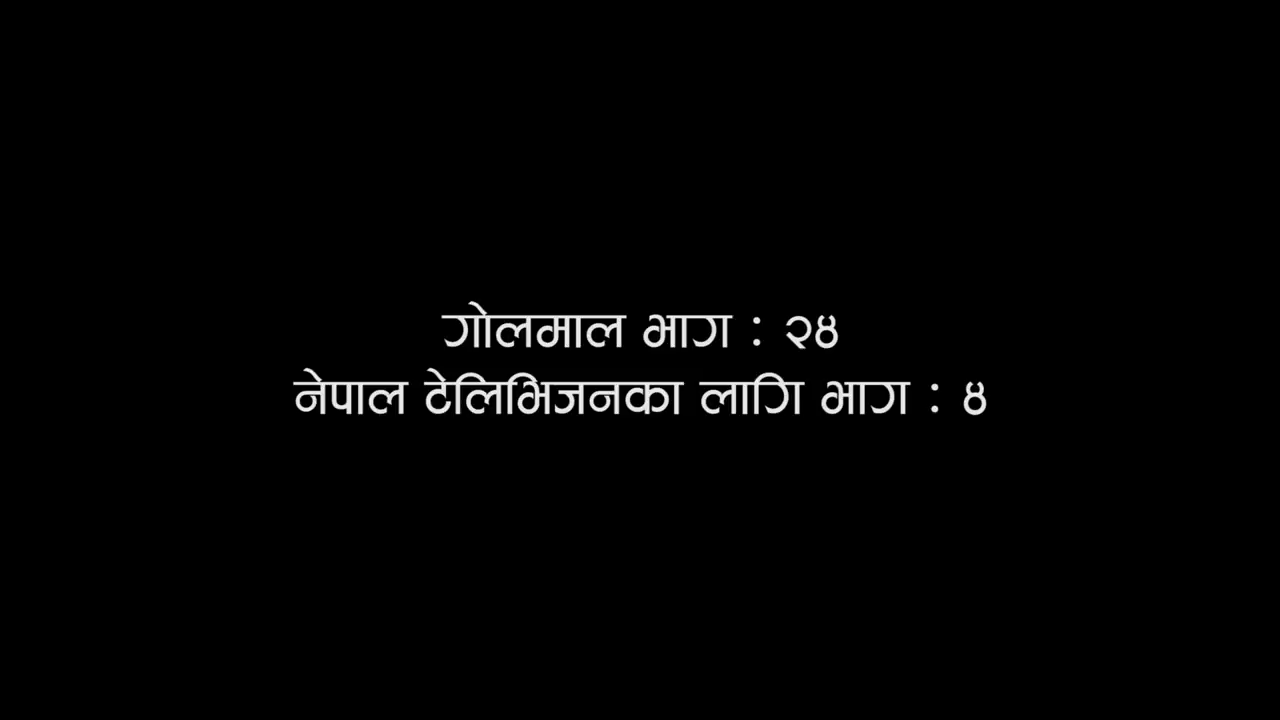 गोलमाल भाग : २४
नेपाल टेलिभिजनका लागि भाग : ४